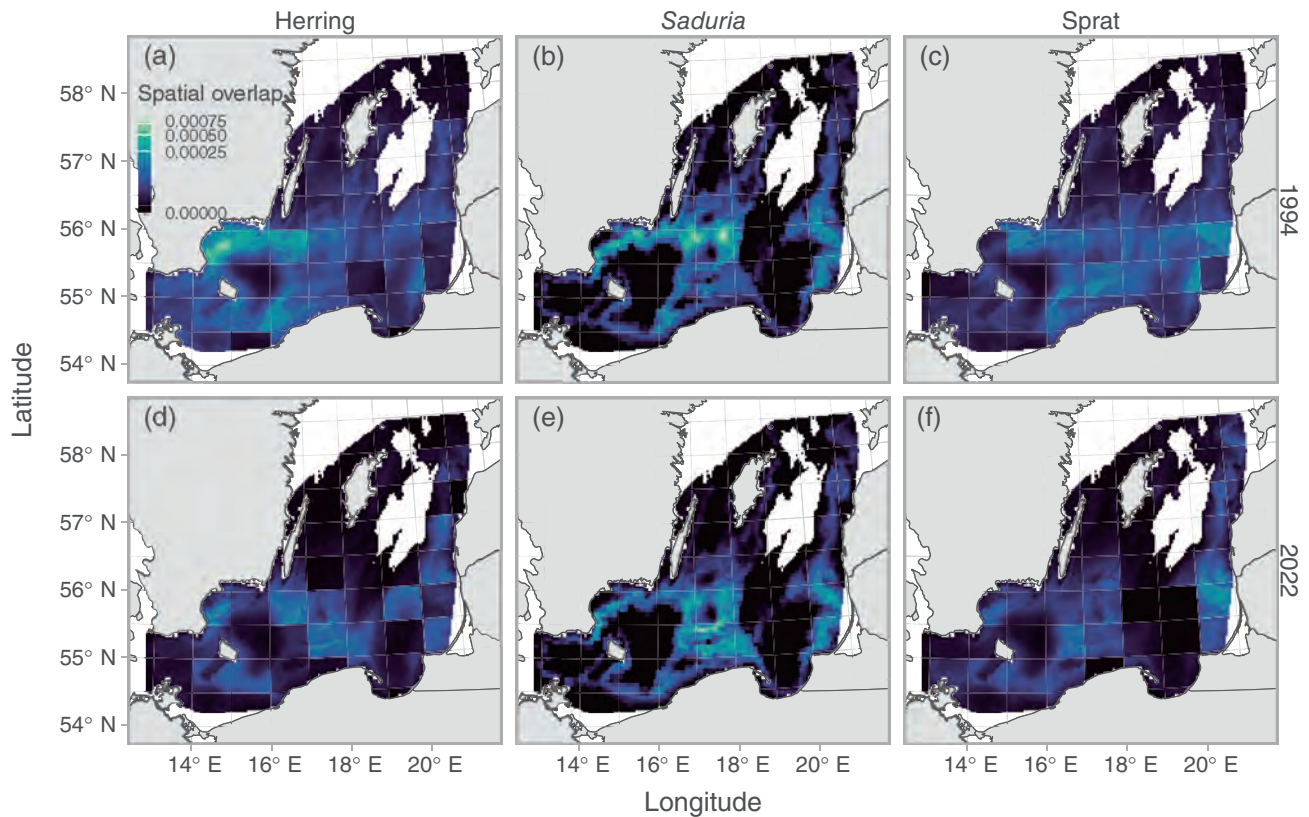 Herring
Saduria
Sprat
(a)
(b)
(c)
Spatial overlap
0.00075
0.00050
0.00025
0.00000
58° N
57° N
56° N
55° N
54° N
1994
Latitude
(d)
(e)
(f)
58° N
57° N
56° N
55° N
54° N
2022
14° E 16° E 18° E 20° E 14° E 16° E 18° E 20° E 14° E 16° E 18° E 20° E
Longitude